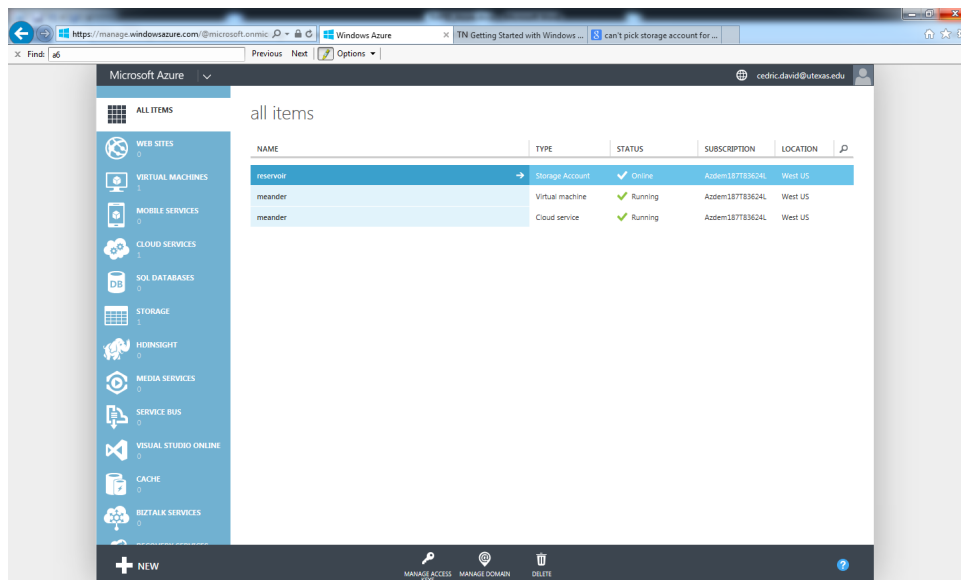 https://manage.windowsazure.com/@microsoft.onmic
Windows Azure
TN Getting Started with Windows ...
can't pick storage account for ...
x Find: a6
Previous Next Options
Microsoft Azure
cedric.david@utexas.edu
ALL ITEMS
WEB SITES
0
VIRTUAL MACHINES
1
MOBILE SERVICES
0
CLOUD SERVICES
1
SQL DATABASES
0
STORAGE
1
HDINSIGHT
0
MEDIA SERVICES
0
SERVICE BUS
0
VISUAL STUDIO ONLINE
0
CACHE
0
BIZTALK SERVICES
0
all items
NAME TYPE STATUS SUBSCRIPTION LOCATION
reservoir Storage Account Online Azdem187T83624L West US
meander Virtual machine Running Azdem187T83624L West US
meander Cloud service Running Azdem187T83624L West US
NEW
MANAGE ACCESS KEYS
MANAGE DOMAIN
DELETE
?